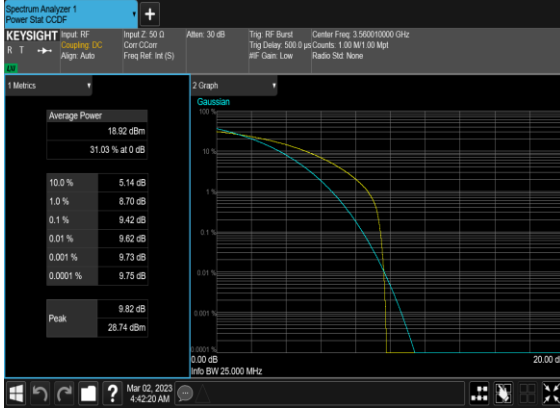 Spectrum Analyzer 1
Power Stat CCDF
+
KEYSIGHT
R T
LV
Input: RF
Coupling: DC
Align: Auto
Input Z: 50 Ω
Corr CCorr
Freq Ref: Int (S)
Atten: 30 dB
Trig: RF Burst
Trig Delay: 500.0 µs
#IF Gain: Low
Center Freq: 3.560010000 GHz
Counts: 1.00 M/1.00 Mpt
Radio Std: None
1 Metrics
Average Power
18.92 dBm
31.03 % at 0 dB
10.0 % 5.14 dB
1.0 % 8.70 dB
0.1 % 9.42 dB
0.01 % 9.62 dB
0.001 % 9.73 dB
0.0001 % 9.75 dB
Peak
9.82 dB
28.74 dBm
2 Graph
Gaussian
100 %
10 %
1 %
0.1 %
0.01 %
0.001 %
0.0001 %
0.00 dB
20.00 d
Info BW 25.000 MHz
?
Mar 02, 2023
4:42:20 AM